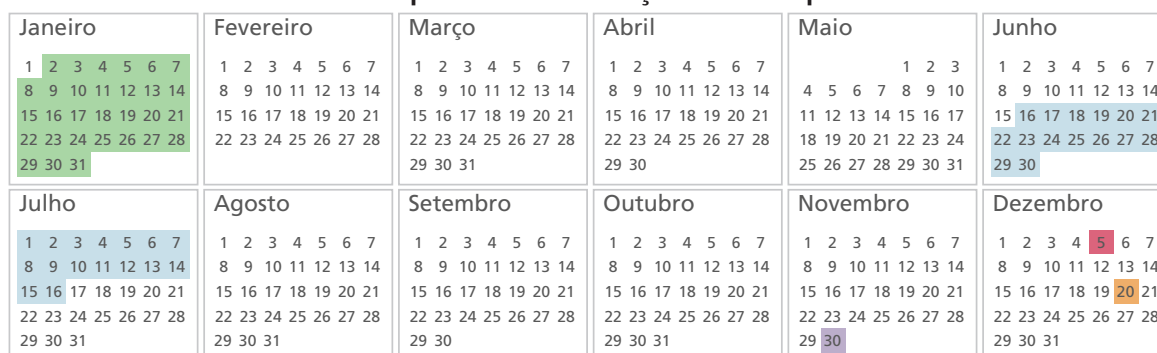 Janeiro Fevereiro Março Abril Maio Junho
1 2 3 4 5 6 7 1 2 3 4 5 6 7 1 2 3 4 5 6 7 1 2 3 4 5 6 7 1 2 3 1 2 3 4 5 6 7
8 9 10 11 12 13 14 8 9 10 11 12 13 14 8 9 10 11 12 13 14 8 9 10 11 12 13 14 4 5 6 7 8 9 10 8 9 10 11 12 13 14
15 16 17 18 19 20 21 15 16 17 18 19 20 21 15 16 17 18 19 20 21 15 16 17 18 19 20 21 11 12 13 14 15 16 17 15 16 17 18 19 20 21
22 23 24 25 26 27 28 22 23 24 25 26 27 28 22 23 24 25 26 27 28 22 23 24 25 26 27 28 18 19 20 21 22 23 24 22 23 24 25 26 27 28
29 30 31 29 30 31 29 30 25 26 27 28 29 30 31 29 30
Julho Agosto Setembro Outubro Novembro Dezembro
1 2 3 4 5 6 7 1 2 3 4 5 6 7 1 2 3 4 5 6 7 1 2 3 4 5 6 7 1 2 3 4 5 6 7 1 2 3 4 5 6 7
8 9 10 11 12 13 14 8 9 10 11 12 13 14 8 9 10 11 12 13 14 8 9 10 11 12 13 14 8 9 10 11 12 13 14 8 9 10 11 12 13 14
15 16 17 18 19 20 21 15 16 17 18 19 20 21 15 16 17 18 19 20 21 15 16 17 18 19 20 21 15 16 17 18 19 20 21 15 16 17 18 19 20 21
22 23 24 25 26 27 28 22 23 24 25 26 27 28 22 23 24 25 26 27 28 22 23 24 25 26 27 28 22 23 24 25 26 27 28 22 23 24 25 26 27 28
29 30 31 29 30 31 29 30 29 30 31 29 30 29 30 31